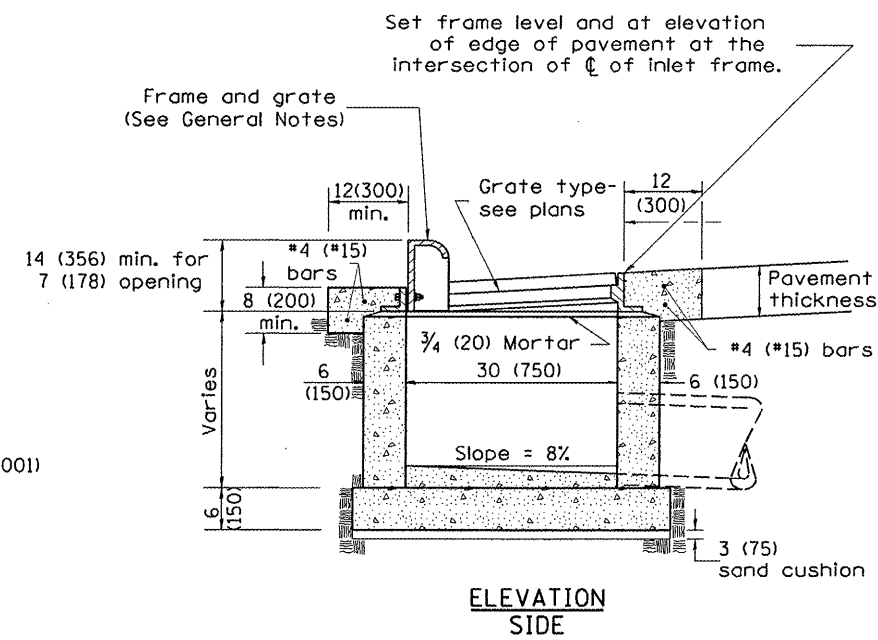 Set frame level and at elevation
of edge of pavement at the
intersection of ℄ of inlet frame.
Frame and grate
(See General Notes)
12(300)
min.
Grate type-
see plans
12
(300)
14 (356) min. for
7 (178) opening
#4 (#15)
bars
8 (200)
min.
Pavement
thickness
¾ (20) Mortar
#4 (#15) bars
6
(150)
30 (750)
6 (150)
Varies
Slope = 8%
001)
6
(150)
3 (75)
sand cushion
ELEVATION
SIDE